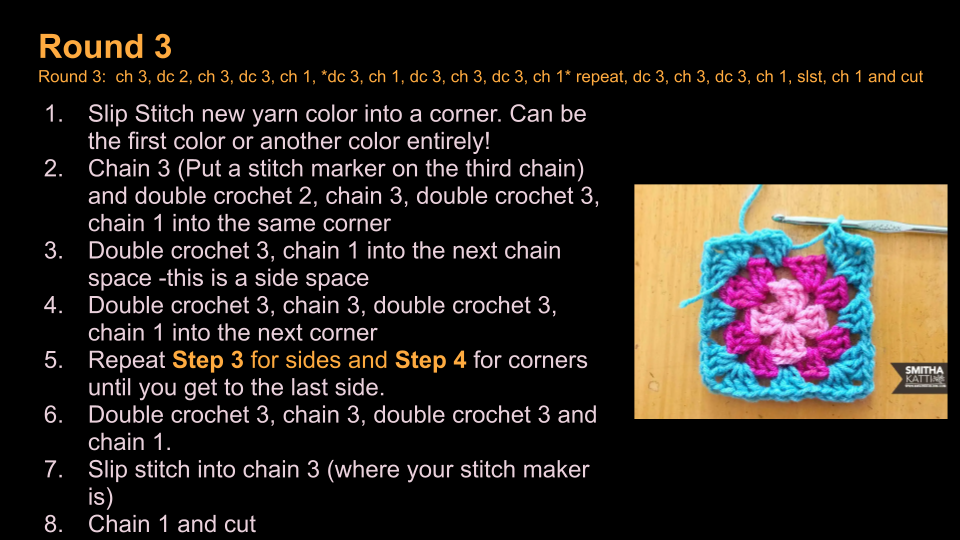 Round 3
Round 3:  ch 3, dc 2, ch 3, dc 3, ch 1, *dc 3, ch 1, dc 3, ch 3, dc 3, ch 1* repeat, dc 3, ch 3, dc 3, ch 1, slst, ch 1 and cut
1. Slip Stitch new yarn color into a corner. Can be
the first color or another color entirely!
2. Chain 3 (Put a stitch marker on the third chain)
and double crochet 2, chain 3, double crochet 3,
chain 1 into the same corner
3. Double crochet 3, chain 1 into the next chain
space -this is a side space
4. Double crochet 3, chain 3, double crochet 3,
chain 1 into the next corner
5. Repeat Step 3 for sides and Step 4 for corners
until you get to the last side.
6. Double crochet 3, chain 3, double crochet 3 and
chain 1.
7. Slip stitch into chain 3 (where your stitch maker
is)
8. Chain 1 and cut
SMITHA
KATTI